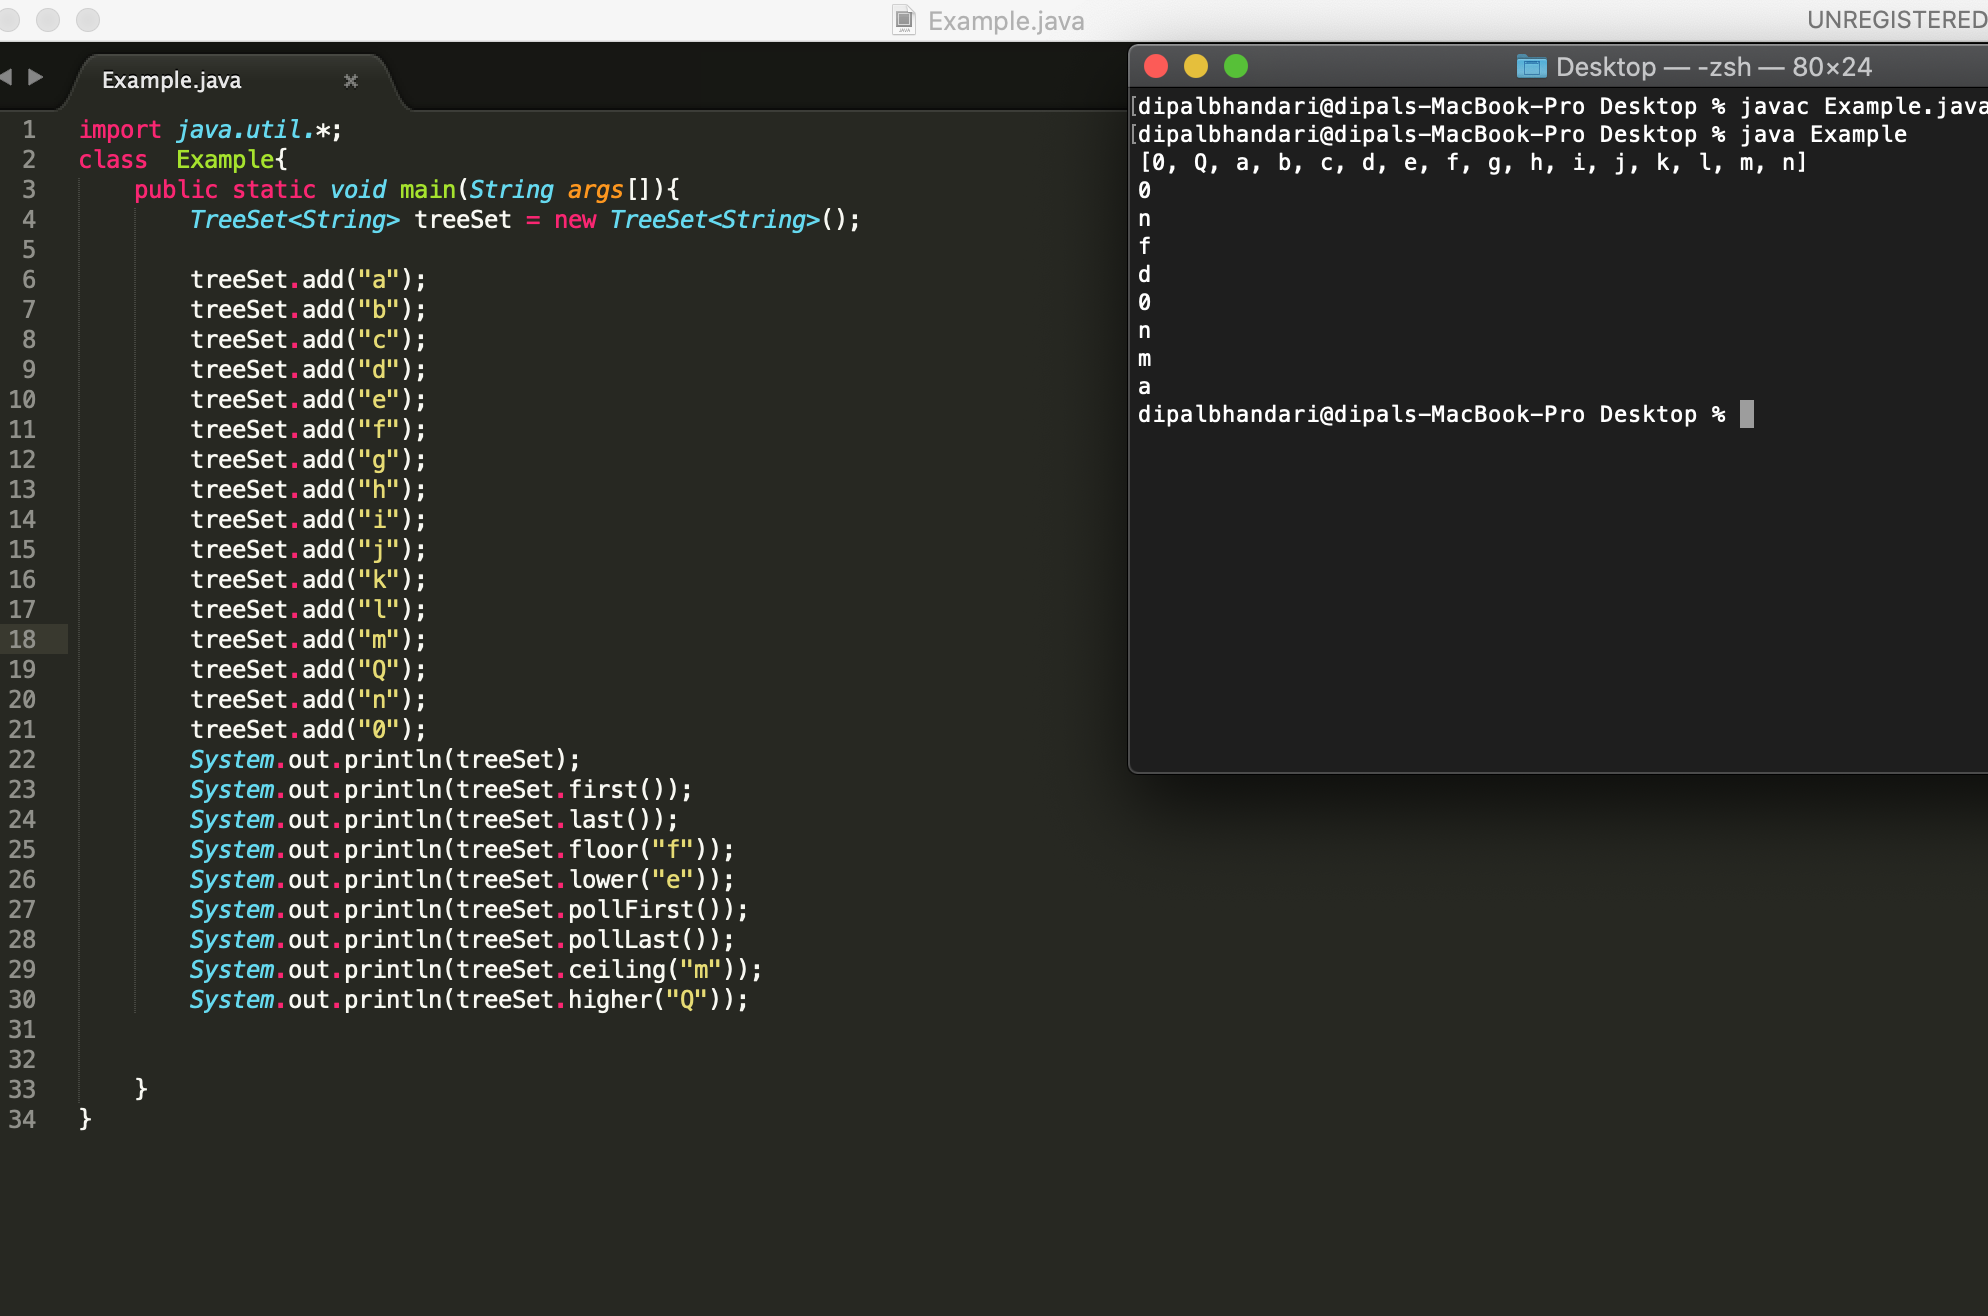 Example.java
UNREGISTERED
Example.java
1 import java.util.*;
2 class  Example{
3     public static void main(String args[]){
4         TreeSet<String> treeSet = new TreeSet<String>();
5
6         treeSet.add("a");
7         treeSet.add("b");
8         treeSet.add("c");
9         treeSet.add("d");
10         treeSet.add("e");
11         treeSet.add("f");
12         treeSet.add("g");
13         treeSet.add("h");
14         treeSet.add("i");
15         treeSet.add("j");
16         treeSet.add("k");
17         treeSet.add("l");
18         treeSet.add("m");
19         treeSet.add("Q");
20         treeSet.add("n");
21         treeSet.add("0");
22         System.out.println(treeSet);
23         System.out.println(treeSet.first());
24         System.out.println(treeSet.last());
25         System.out.println(treeSet.floor("f"));
26         System.out.println(treeSet.lower("e"));
27         System.out.println(treeSet.pollFirst());
28         System.out.println(treeSet.pollLast());
29         System.out.println(treeSet.ceiling("m"));
30         System.out.println(treeSet.higher("Q"));
31
32
33     }
34 }
Desktop — -zsh — 80×24
[dipalbhandari@dipals-MacBook-Pro Desktop % javac Example.java
[dipalbhandari@dipals-MacBook-Pro Desktop % java Example
[0, Q, a, b, c, d, e, f, g, h, i, j, k, l, m, n]
0
n
f
d
0
n
m
a
dipalbhandari@dipals-MacBook-Pro Desktop %